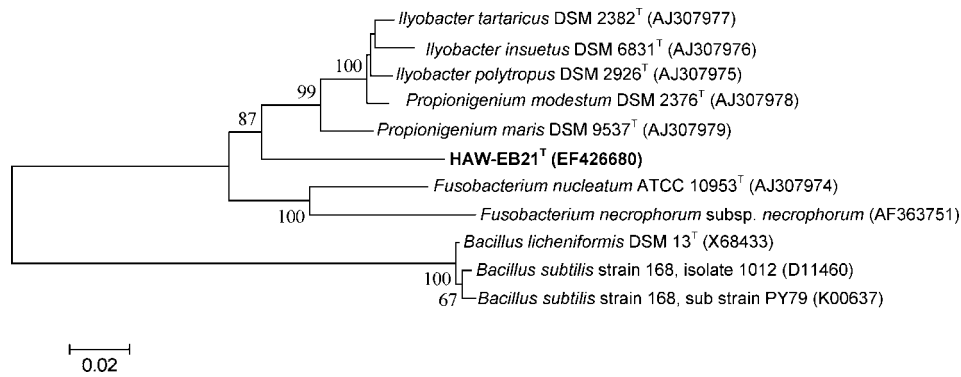 Ilyobacter tartaricus DSM 2382T (AJ307977)
Ilyobacter insuetus DSM 6831T (AJ307976)
100
Ilyobacter polytropus DSM 2926T (AJ307975)
99
Propionigenium modestum DSM 2376T (AJ307978)
87
Propionigenium maris DSM 9537T (AJ307979)
HAW-EB21T (EF426680)
Fusobacterium nucleatum ATCC 10953T (AJ307974)
100
Fusobacterium necrophorum subsp. necrophorum (AF363751)
Bacillus licheniformis DSM 13T (X68433)
100
Bacillus subtilis strain 168, isolate 1012 (D11460)
67
Bacillus subtilis strain 168, sub strain PY79 (K00637)
0.02